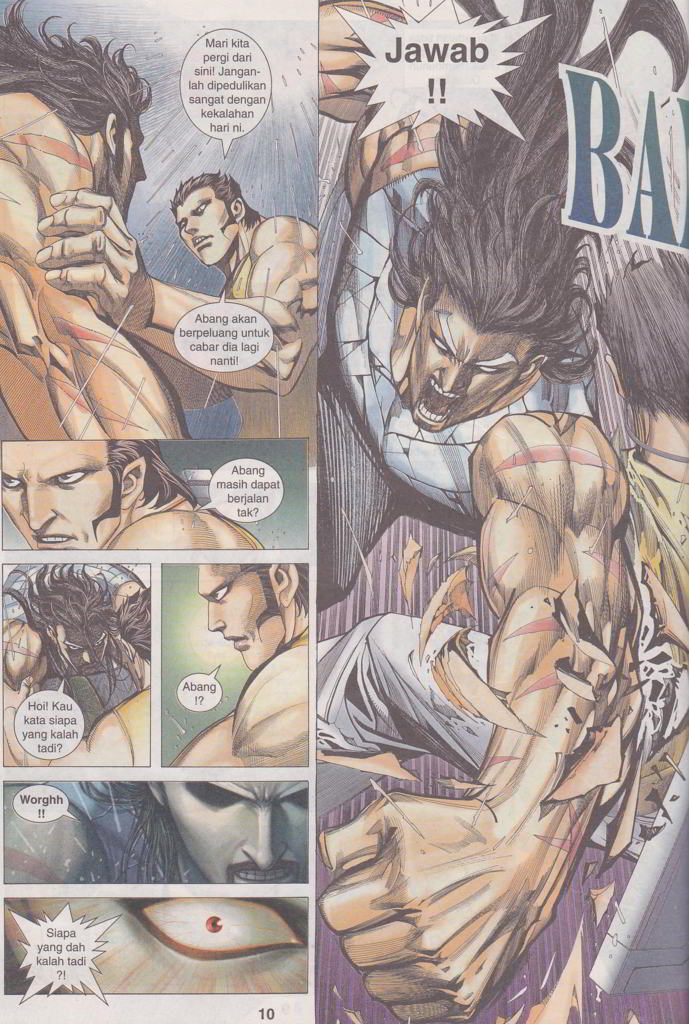 Mari kita
pergi dari
sini! Jangan-
lah dipedulikan
sangat dengan
kekalahan
hari ni.
Abang akan
berpeluang untuk
cabar dia lagi
nanti!
Abang
masih dapat
berjalan
tak?
Hoi! Kau
kata siapa
yang kalah
tadi?
Abang
!?
Worghh
!!
Siapa
yang dah
kalah tadi
?!
10
Jawab
!!
BA